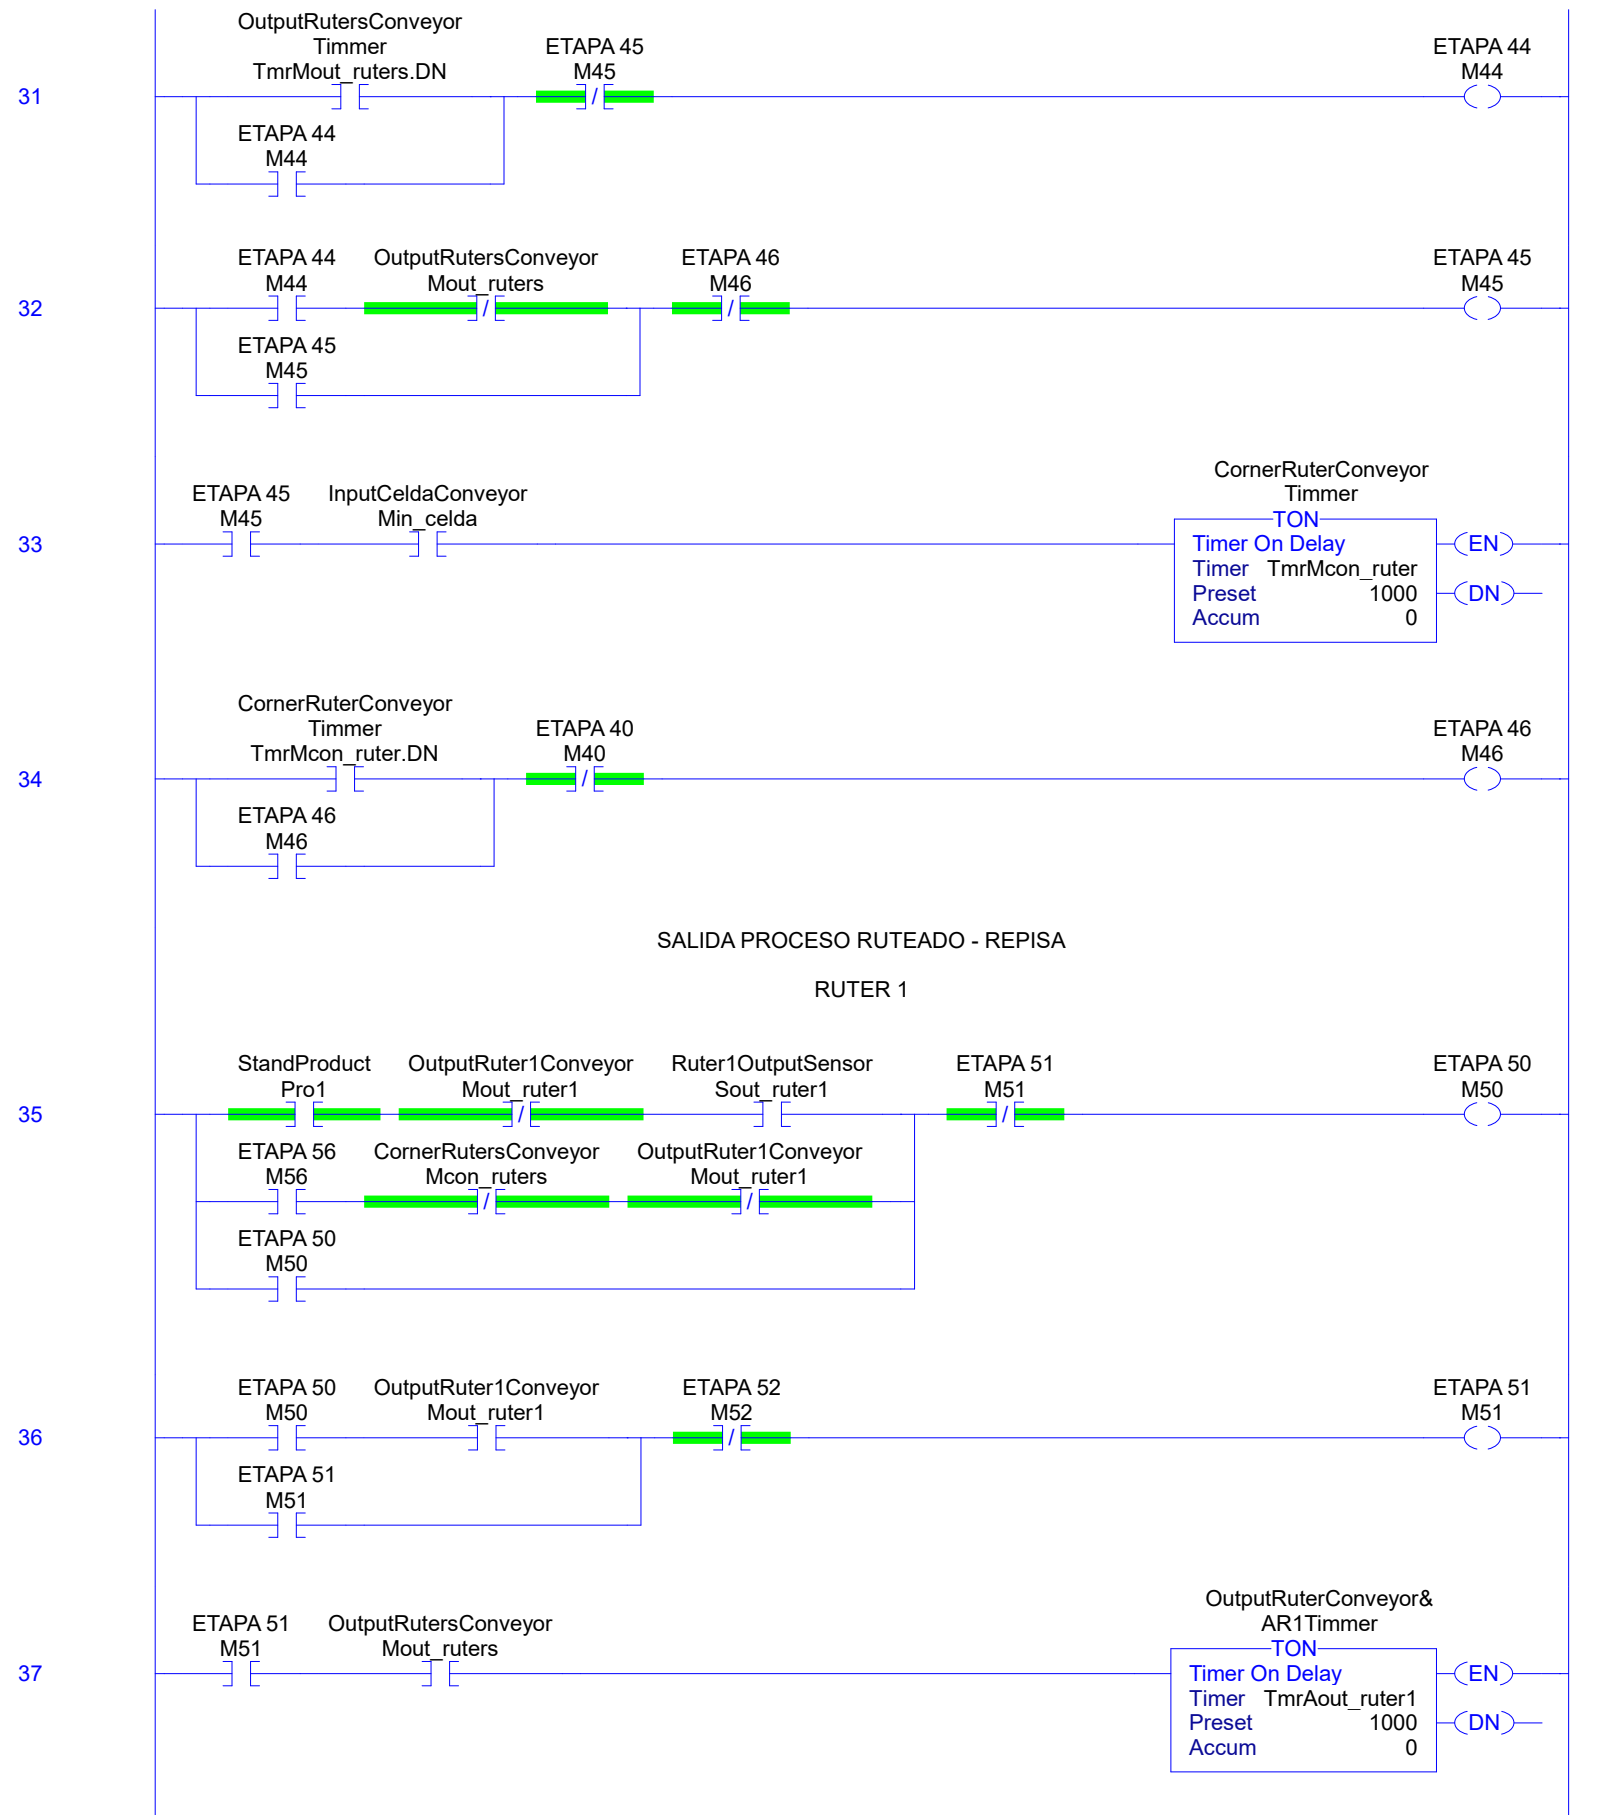 OutputRutersConveyor
Timmer
TmrMout_ruters.DN
ETAPA 45
M45
ETAPA 44
M44
31
/
ETAPA 44
M44
ETAPA 44
M44
OutputRutersConveyor
Mout_ruters
ETAPA 46
M46
ETAPA 45
M45
32
/
/
ETAPA 45
M45
CornerRuterConveyor
Timmer
ETAPA 45
M45
InputCeldaConveyor
Min_celda
33
TON
Timer On Delay
Timer TmrMcon_ruter
Preset 1000
Accum 0
EN
DN
CornerRuterConveyor
Timmer
TmrMcon_ruter.DN
ETAPA 40
M40
ETAPA 46
M46
34
/
ETAPA 46
M46
SALIDA PROCESO RUTEADO - REPISA
RUTER 1
StandProduct
Pro1
OutputRuter1Conveyor
Mout_ruter1
Ruter1OutputSensor
Sout_ruter1
ETAPA 51
M51
ETAPA 50
M50
35
/
/
ETAPA 56
M56
CornerRutersConveyor
Mcon_ruters
OutputRuter1Conveyor
Mout_ruter1
/
/
ETAPA 50
M50
ETAPA 50
M50
OutputRuter1Conveyor
Mout_ruter1
ETAPA 52
M52
ETAPA 51
M51
36
/
ETAPA 51
M51
OutputRuterConveyor&
AR1Timmer
ETAPA 51
M51
OutputRutersConveyor
Mout_ruters
37
TON
Timer On Delay
Timer TmrAout_ruter1
Preset 1000
Accum 0
EN
DN